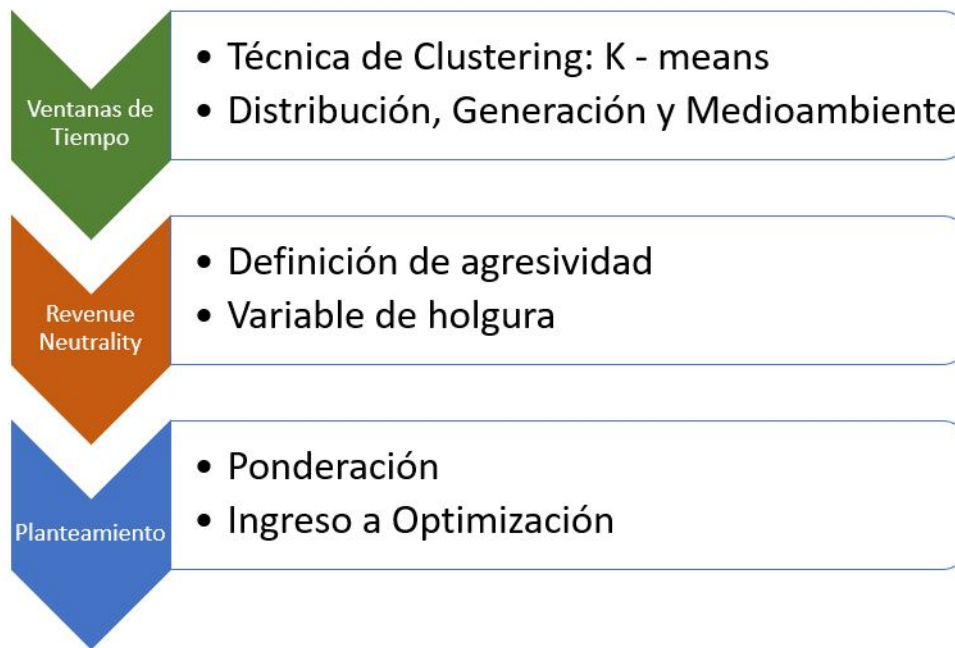 Ventanas de
Tiempo
• Técnica de Clustering: K - means
• Distribución, Generación y Medioambiente
Revenue
Neutrality
• Definición de agresividad
• Variable de holgura
Planteamiento
• Ponderación
• Ingreso a Optimización